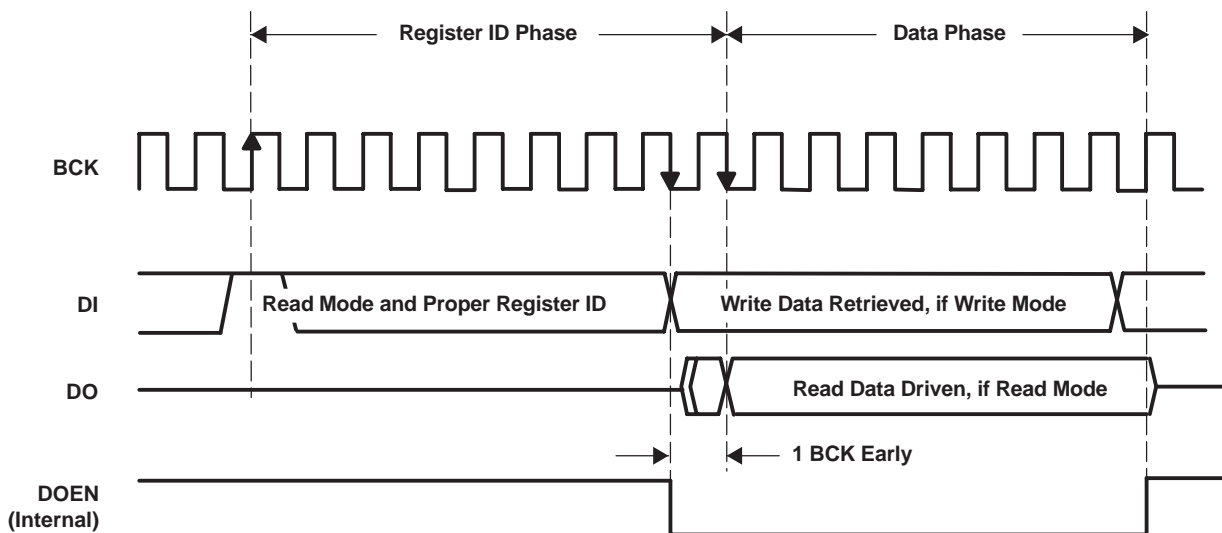 Register ID Phase
Data Phase
BCK
DI
Read Mode and Proper Register ID
Write Data Retrieved, if Write Mode
DO
Read Data Driven, if Read Mode
1 BCK Early
DOEN
(Internal)